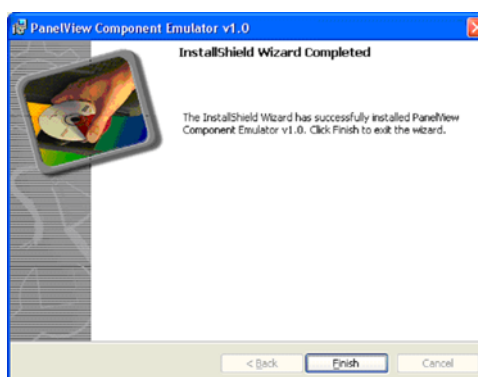 PanelView Component Emulator v1.0
InstallShield Wizard Completed
The InstallShield Wizard has successfully installed PanelView
Component Emulator v1.0. Click Finish to exit the wizard.
< Back
Finish
Cancel